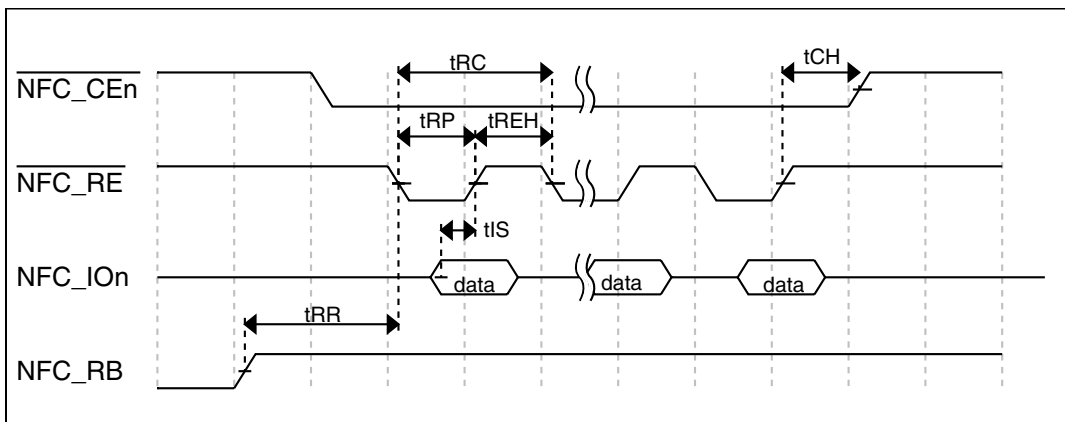 tRC
tCH
NFC_CEn
tRP
tREH
NFC_RE
tIS
NFC_IOn
data
data
data
tRR
NFC_RB